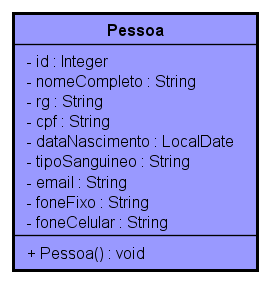 Pessoa
- id : Integer
- nomeCompleto : String
- rg : String
- cpf : String
- dataNascimento : LocalDate
- tipoSanguineo : String
- email : String
- foneFixo : String
- foneCelular : String
+ Pessoa() : void